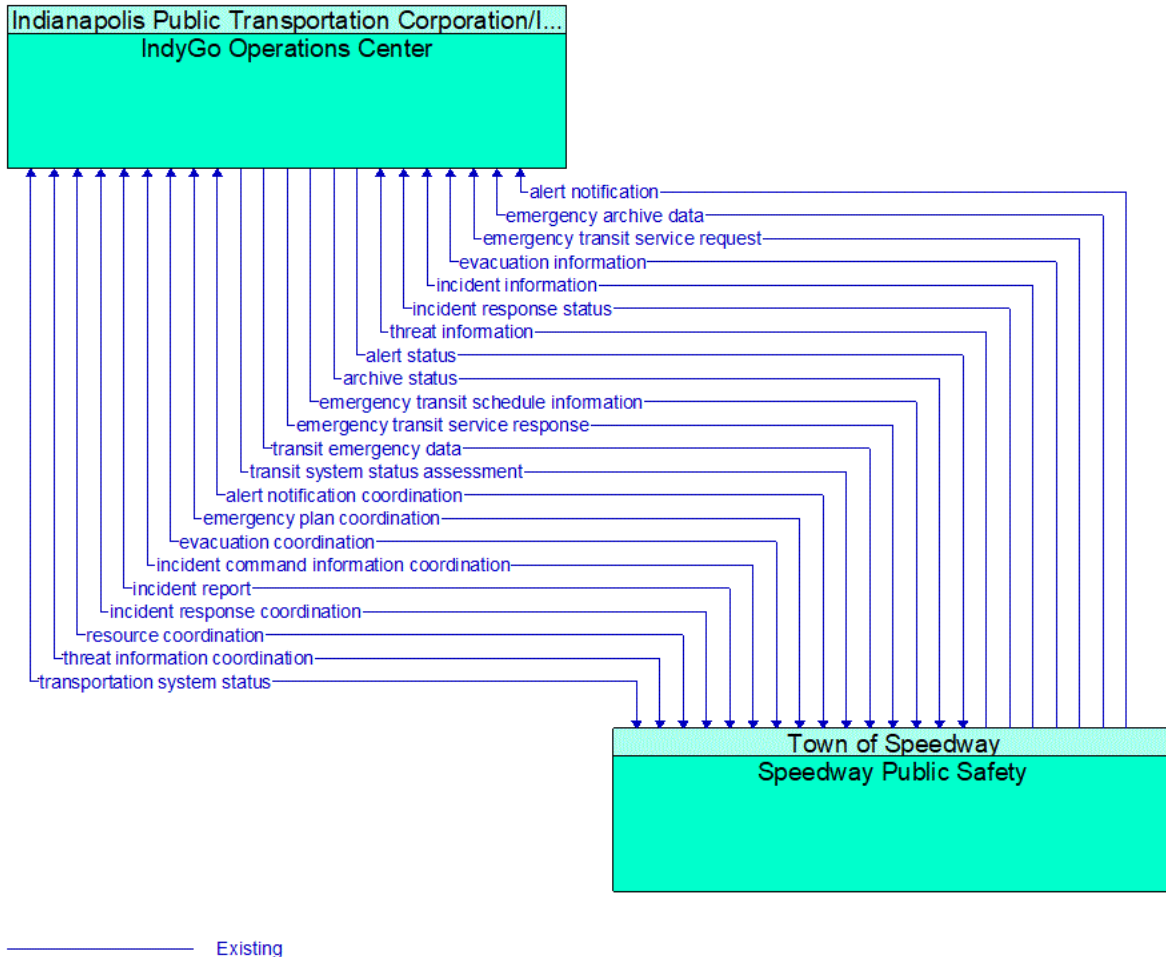 Indianapolis Public Transportation Corporation/I...
IndyGo Operations Center
alert notification
emergency archive data
emergency transit service request
evacuation information
incident information
incident response status
threat information
alert status
archive status
emergency transit schedule information
emergency transit service response
transit emergency data
transit system status assessment
alert notification coordination
emergency plan coordination
evacuation coordination
incident command information coordination
incident report
incident response coordination
resource coordination
threat information coordination
transportation system status
Town of Speedway
Speedway Public Safety
Existing